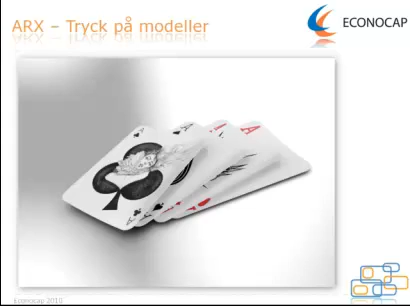 ARX – Tryck på modeller
ECONOCAP
A
A
A
Econocap 2010